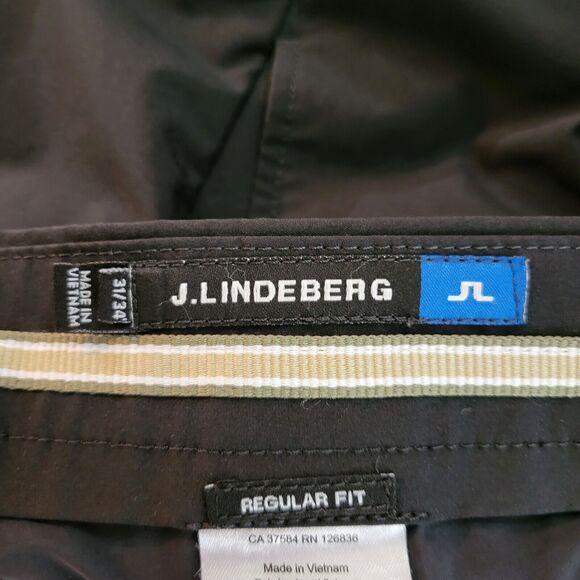 MADE IN
VIETNAM
31/34
J.LINDEBERG
JL
REGULAR FIT
CA 37584 RN 126836
Made in Vietnam